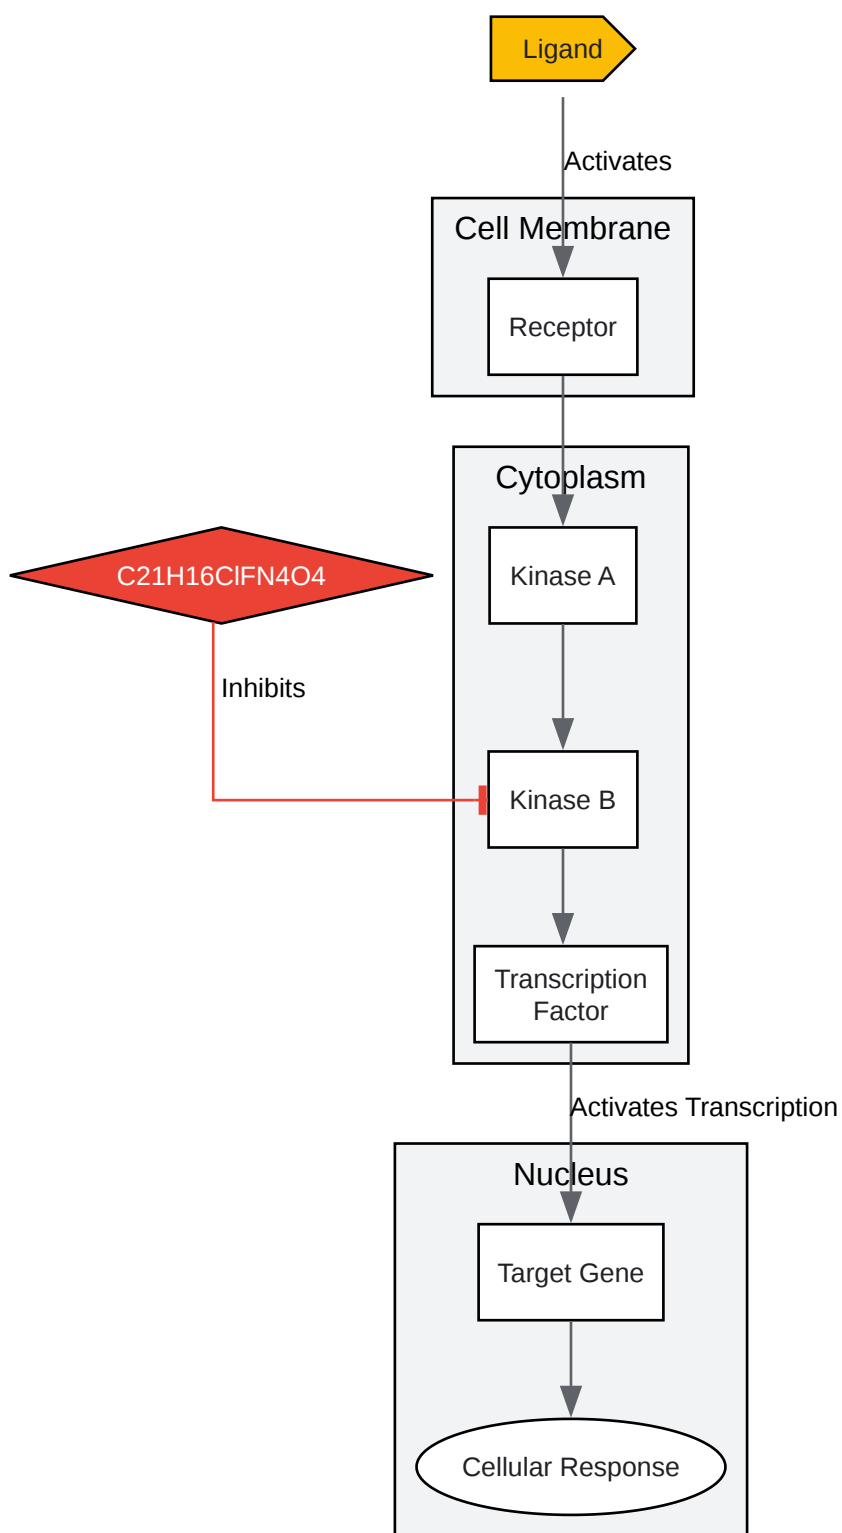 Ligand
Activates
Cell Membrane
Receptor
Cytoplasm
C21H16ClFN4O4
Kinase A
Inhibits
Kinase B
Transcription
Factor
Activates Transcription
Nucleus
Target Gene
Cellular Response